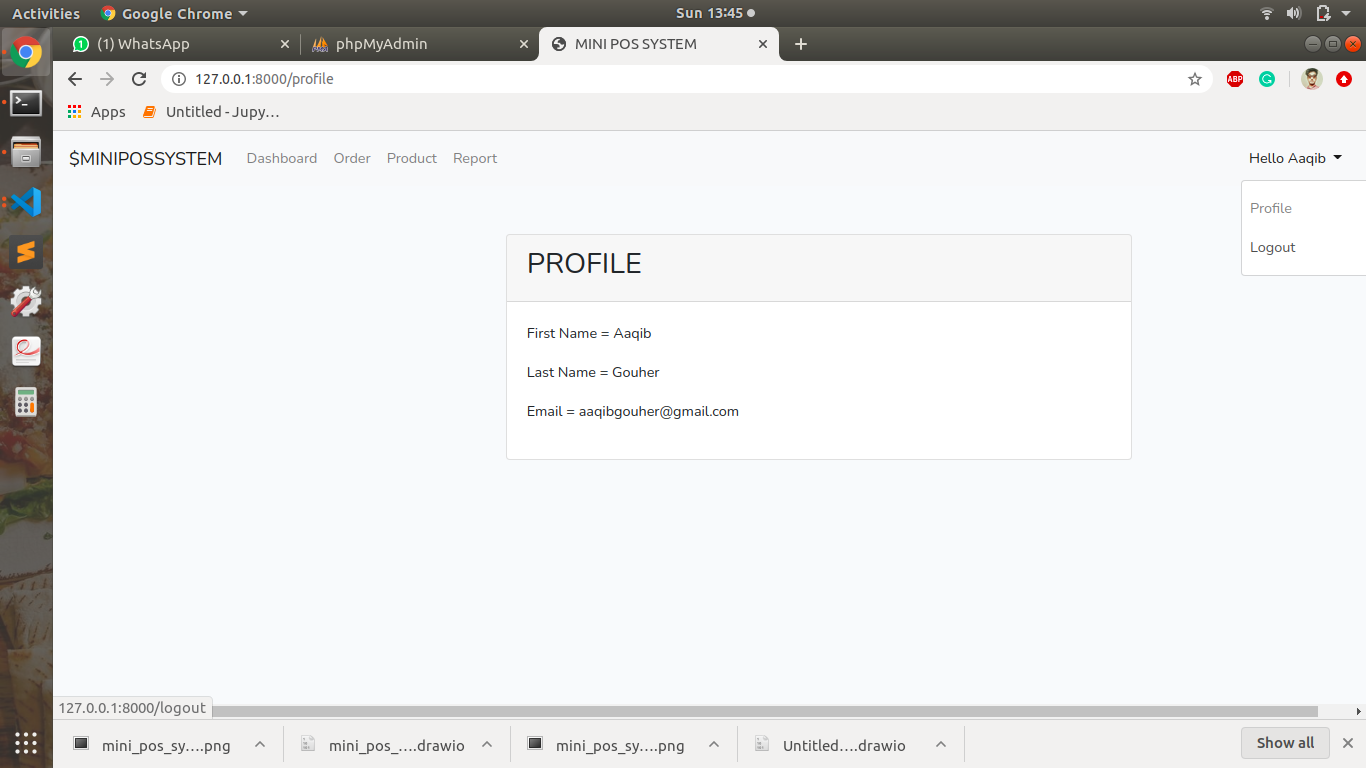 Activities Google Chrome Sun 13:45
(1) WhatsApp phpMyAdmin MINI POS SYSTEM
127.0.0.1:8000/profile ABP
Apps Untitled - Jupy…
$MINIPOSSYSTEM Dashboard Order Product Report Hello Aaqib
Profile
Logout
PROFILE
First Name = Aaqib
Last Name = Gouher
Email = aaqibgouher@gmail.com
127.0.0.1:8000/logout
mini_pos_sy….png mini_pos_….drawio mini_pos_sy….png Untitled….drawio Show all